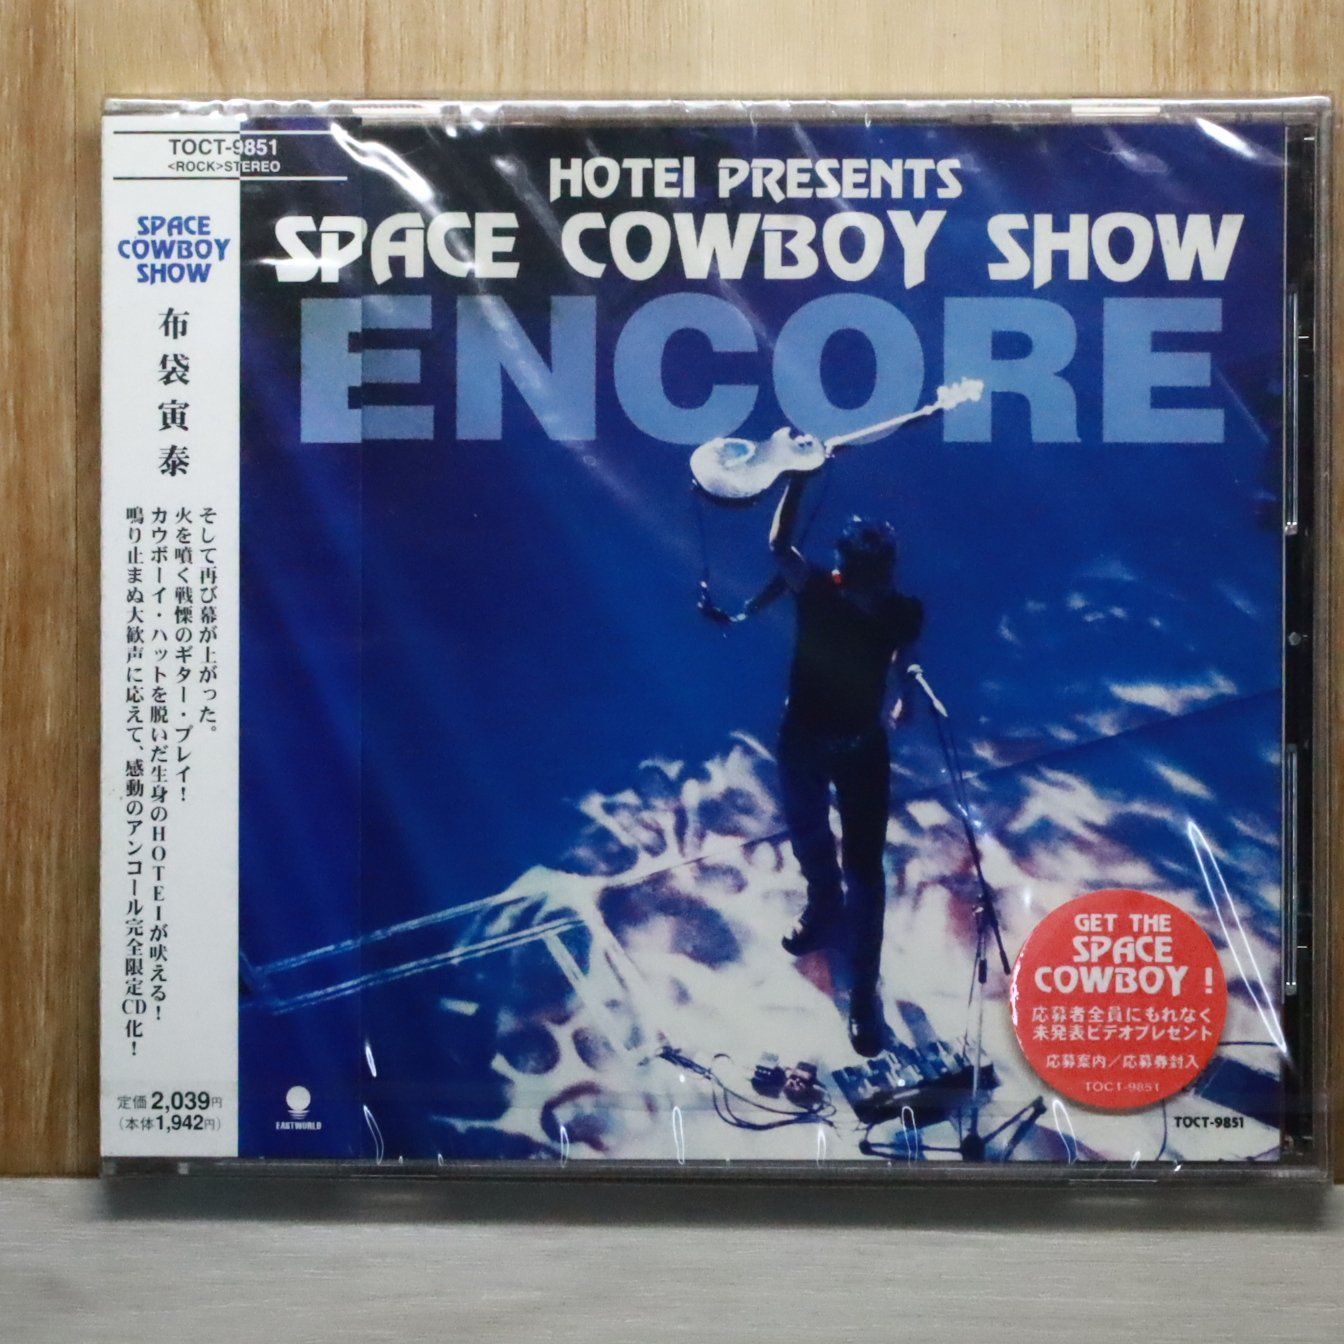 TOCT-9851
<ROCK>STEREO
SPACE
COWBOY
SHOW
布袋寅泰
そして再び幕が上がった。
火を噴く戦慄のギター・プレイ!
カウボーイ・ハットを脱いだ生身のHOTEIが吠える!
鳴り止まぬ大歓声に応えて、感動のアンコール完全限定CD化!
定価2,039円
(本体1,942円)
HOTEI PRESENTS
SPACE COWBOY SHOW
ENCORE
EASTWORLD
GET THE
SPACE
COWBOY !
応募者全員にもれなく
未発表ビデオプレゼント
応募案内/応募券封入
TOCT-9851
TOCT-9851